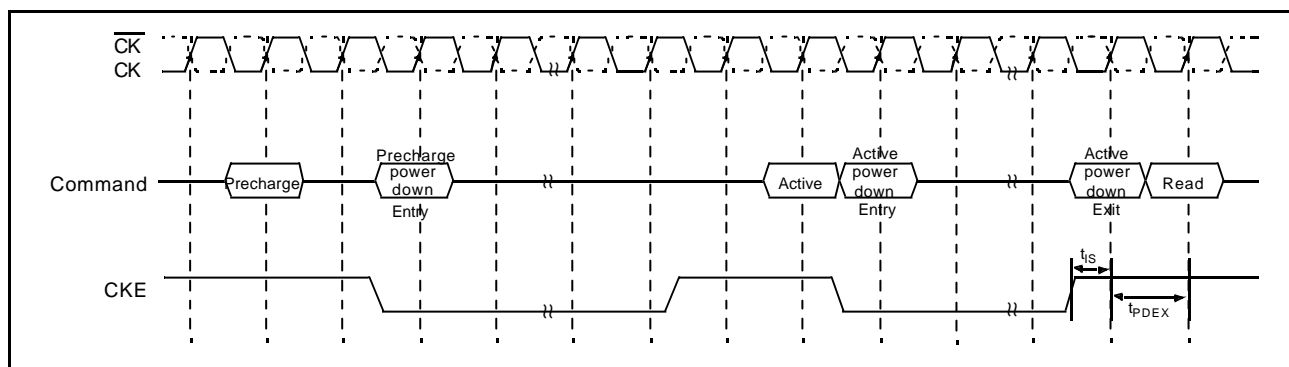 CK
CK
Command
Precharge
Precharge
power
down
Entry
Active
Active
power
down
Entry
Active
power
down
Exit
Read
CKE
tIS
tPDEX